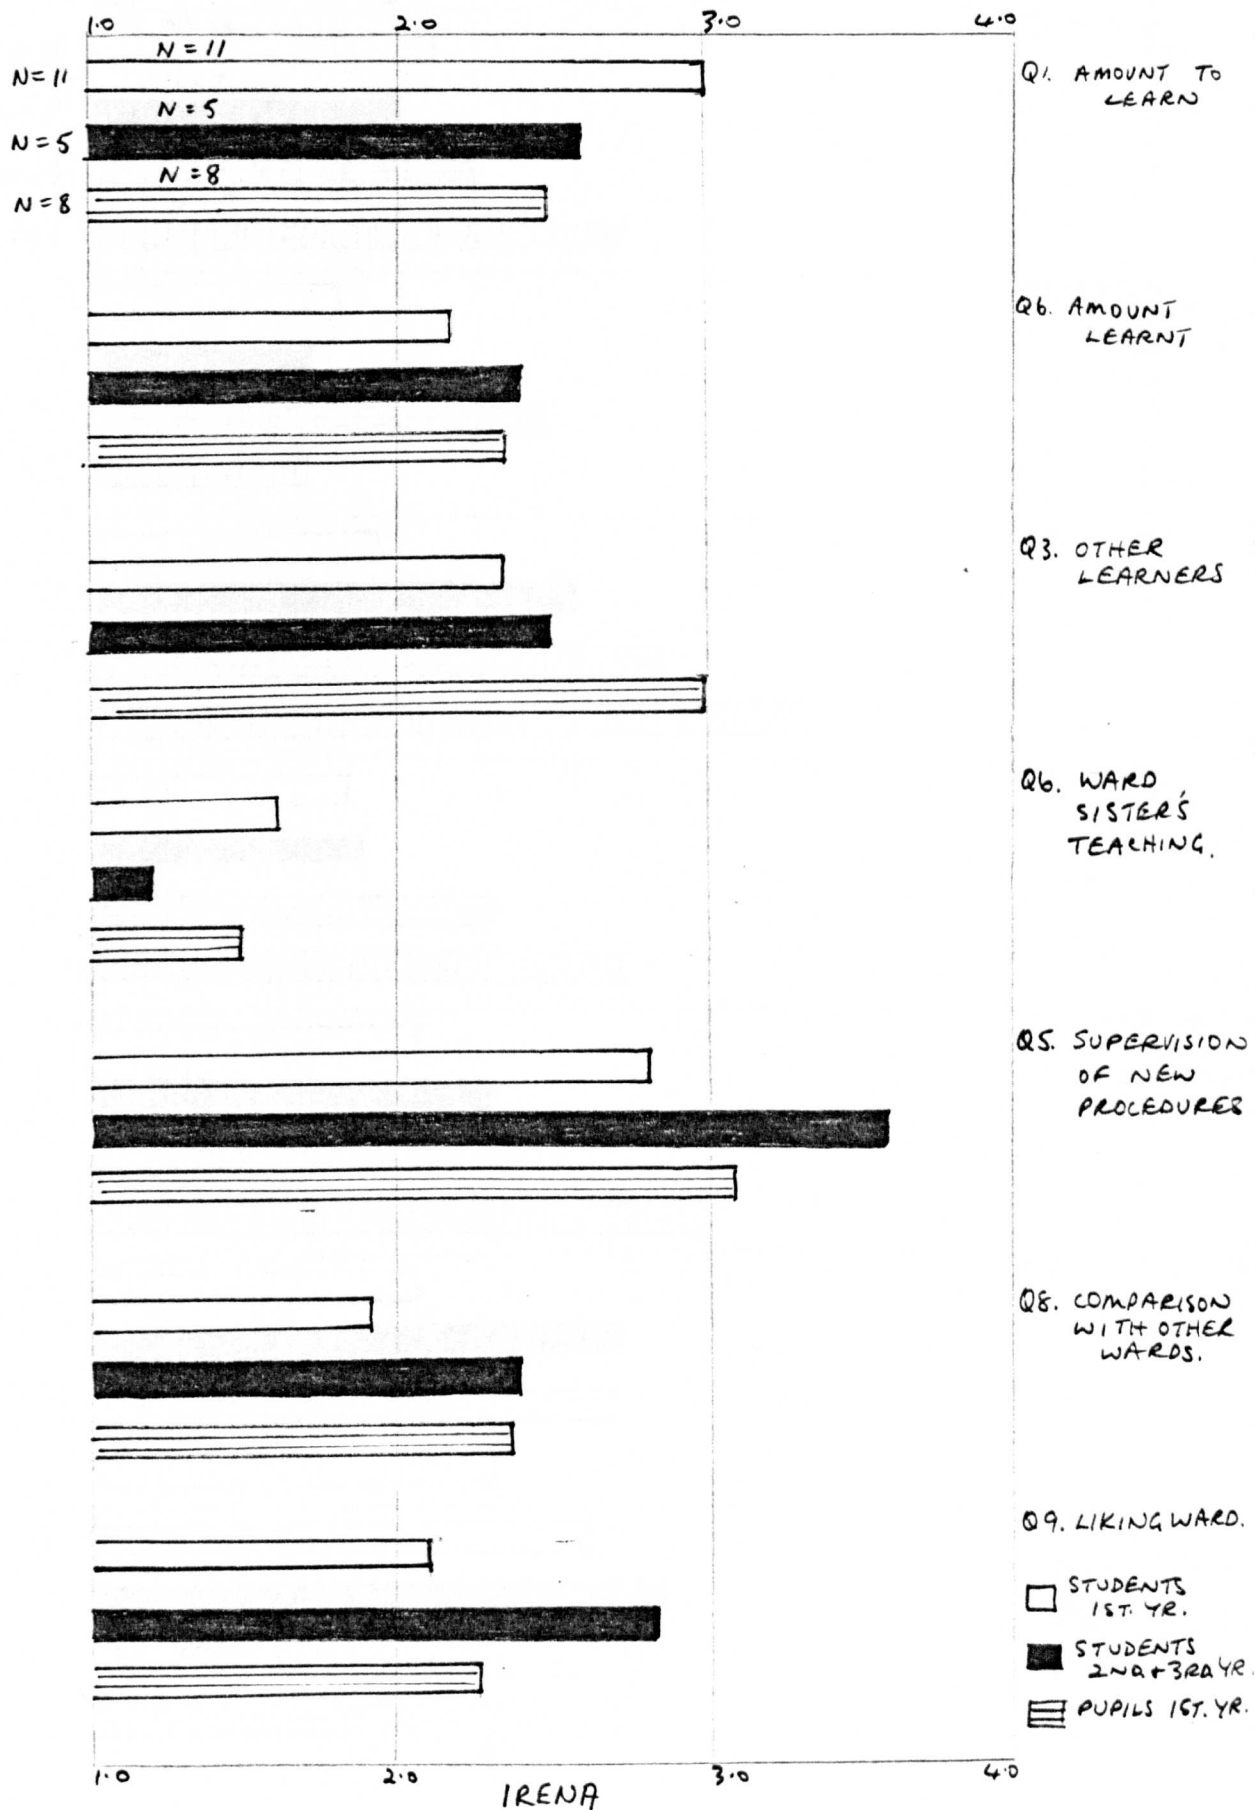 1.0 2.0 3.0 4.0
N = 11
N = 11
Q1. AMOUNT TO
LEARN
N = 5
N = 5
N = 8
N = 8
Q6. AMOUNT
LEARNT
Q3. OTHER
LEARNERS
Q6. WARD
SISTER'S
TEACHING.
Q5. SUPERVISION
OF NEW
PROCEDURES
Q8. COMPARISON
WITH OTHER
WARDS.
Q9. LIKING WARD.
STUDENTS
1ST. YR.
STUDENTS
2ND + 3RD YR.
PUPILS 1ST. YR.
1.0 2.0 3.0 4.0
IRENA